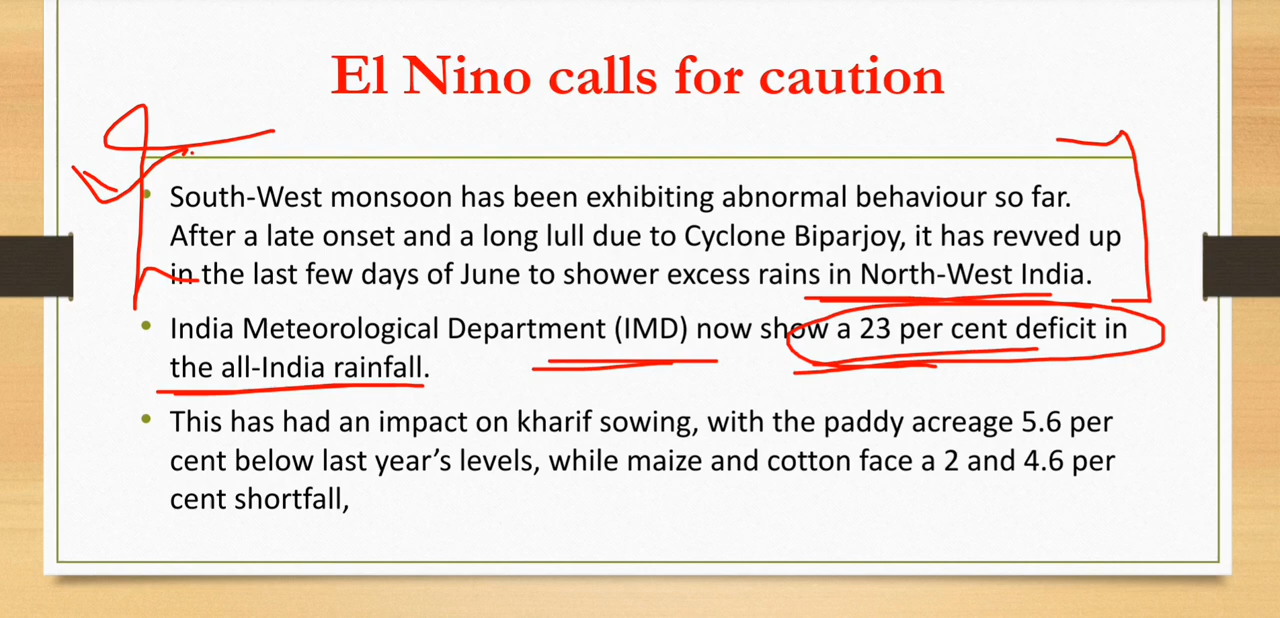 El Nino calls for caution
• South-West monsoon has been exhibiting abnormal behaviour so far.
After a late onset and a long lull due to Cyclone Biparjoy, it has revved up
in the last few days of June to shower excess rains in North-West India.
• India Meteorological Department (IMD) now show a 23 per cent deficit in
the all-India rainfall.
• This has had an impact on kharif sowing, with the paddy acreage 5.6 per
cent below last year’s levels, while maize and cotton face a 2 and 4.6 per
cent shortfall,